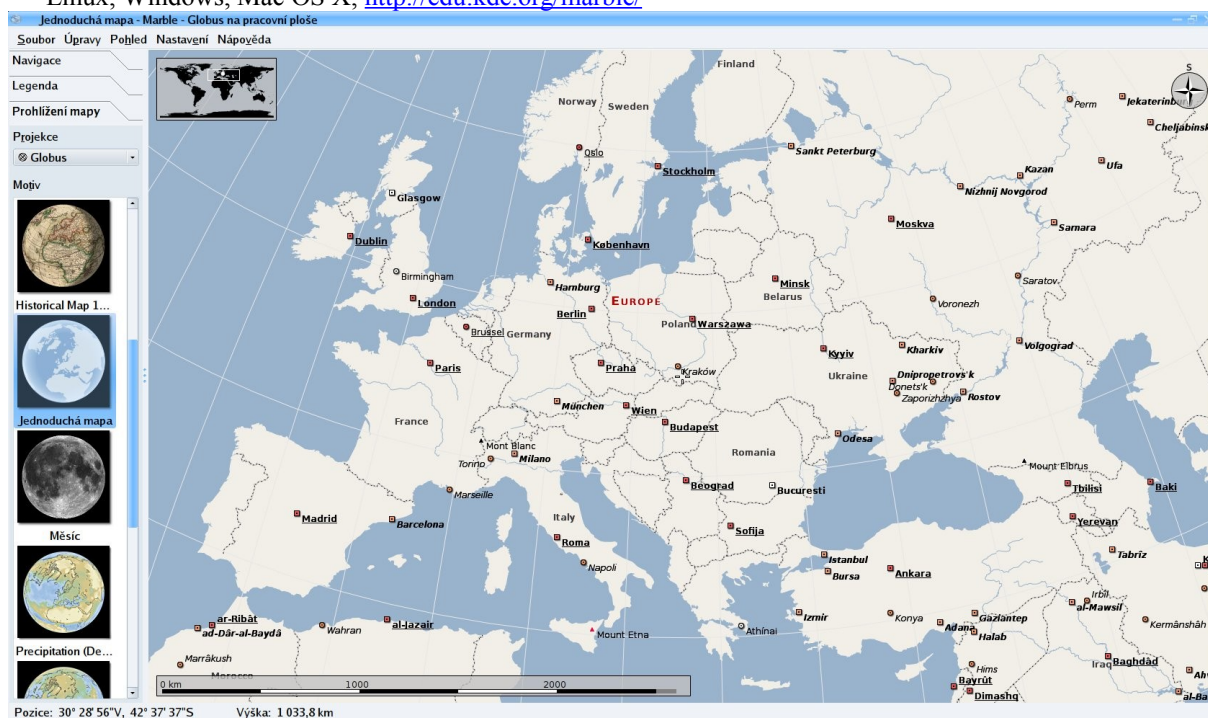 Linux, Windows, Mac OS X, http://edu.kde.org/marble/
Jednoduchá mapa - Marble - Globus na pracovní ploše
Soubor Úpravy Pohled Nastavení Nápověda
Navigace
Legenda
Prohlížení mapy
Projekce
Globus
Motiv
Historical Map 1...
Jednoduchá mapa
Měsíc
Precipitation (De...
Finland
S
Norway
Sweden
Perm
Cheljabinsk
Oslo
Sankt Peterburg
Ufa
Kazan
Stockholm
Nizhnij Novgorod
Glasgow
Moskva
Samara
Dublin
København
Birmingham
Saratov
Hamburg
Minsk
Belarus
London
EUROPE
Voronezh
Berlin
Poland
Warszawa
Brussel
Germany
Volgograd
Kharkiv
Kyyiv
Paris
Praha
Kraków
Ukraine
Dnipropetrovs'k
Donets'k
Zaporizhzhya
Rostov
München
Wien
France
Budapest
Odesa
Mont Blanc
Romania
Torino
Milano
Mount Elbrus
Beograd
Bucuresti
Tbilisi
Baki
Marseille
Madrid
Barcelona
Italy
Sofija
Yerevan
Roma
Tabrīz
Istanbul
Napoli
Bursa
Ankara
Irbīl
al-Mawsil
Izmir
Konya
Gaziantep
Kermānshāh
ar-Ribāt
al-Jazair
Adana
ad-Dār-al-Baydā
Wahran
Athínai
Halab
Mount Etna
Marrākush
Iraq
Baghdād
Hims
Morocco
0 km
1000
2000
Bayrūt
Dimashq
Pozice: 30° 28' 56"V, 42° 37' 37"S Výška: 1 033,8 km